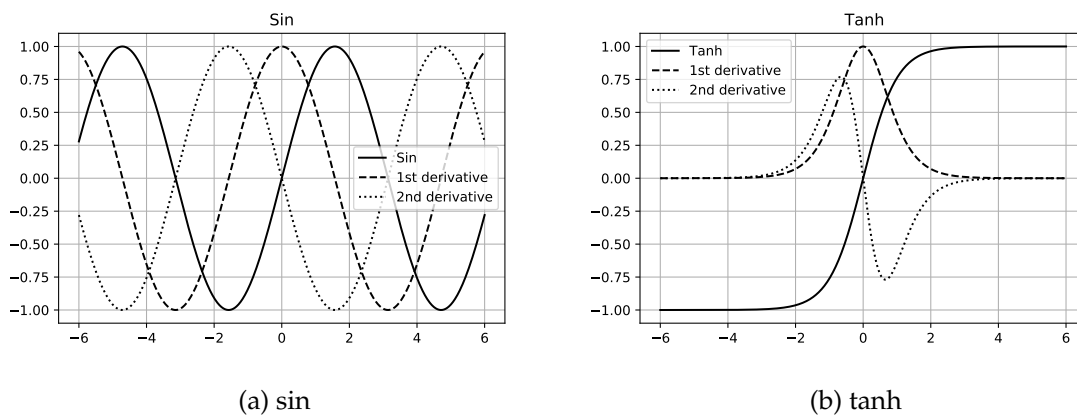 Sin
1.00
0.75
0.50
0.25
0.00
−0.25
−0.50
−0.75
−1.00
Sin
1st derivative
2nd derivative
−6 −4 −2 0 2 4 6
(a) sin
Tanh
1.00
0.75
0.50
0.25
0.00
−0.25
−0.50
−0.75
−1.00
Tanh
1st derivative
2nd derivative
−6 −4 −2 0 2 4 6
(b) tanh